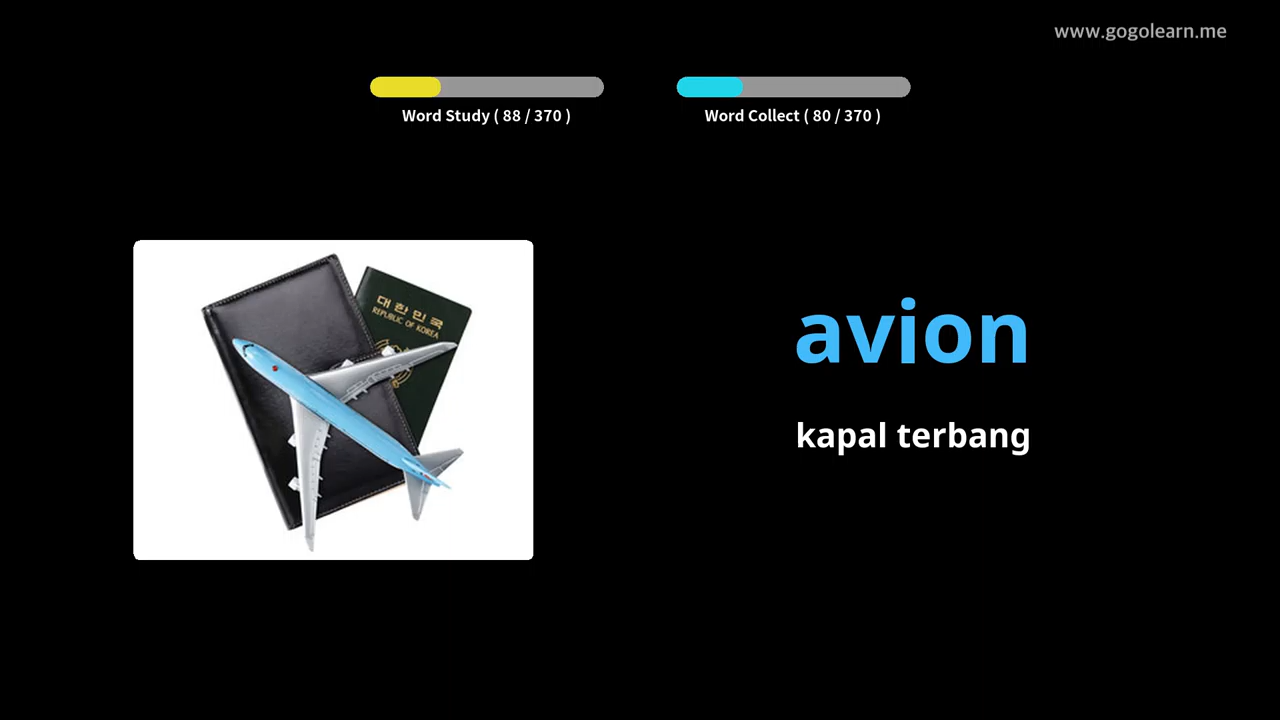 www.gogolearn.me
Word Study ( 88 / 370 )
Word Collect ( 80 / 370 )
대한민국
REPUBLIC OF KOREA
avion
kapal terbang